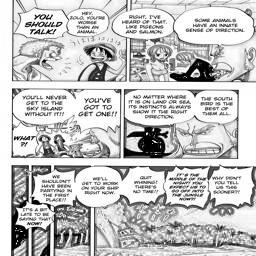 SOME ANIMALS
HAVE AN INNATE
SENSE OF
DIRECTION.
RIGHT,
I'VE HEARD OF
THAT, LIKE
PIGEONS
AND SALMON.
HEY,
ZOLO, YOU'RE
WORSE
THAN AN
ANIMAL.
YOU
SHOULD
TALK!
THE SOUTH
BIRD IS THE
BEST OF
THEM ALL.
NO MATTER WHERE
IT IS ON LAND OR SEA,
ITS INSTINCTS ALWAYS
SHOW IT THE RIGHT
DIRECTION.
YOU'VE
GOT TO
GET ONE!!
YOU'LL NEVER
GET TO THE
SKY ISLAND
WITHOUT IT!!
WHAT
?!
WHY DIDN'T
YOU TELL US
THIS
SOONER?!
IT'S THE
MIDDLE OF
THE NIGHT! YOU
EXPECT US TO
GO OFF INTO
THE JUNGLE
NOW?!
QUIT
WHINING!
THERE'S
NO TIME!!
WE'LL GET
TO WORK ON
YOUR SHIP
RIGHT NOW.
WE
SHOULDN'T
HAVE BEEN
PARTYING
IN THE
FIRST
PLACE!!
IT'S A BIT
LATE TO BE
SAYING THAT
NOW!